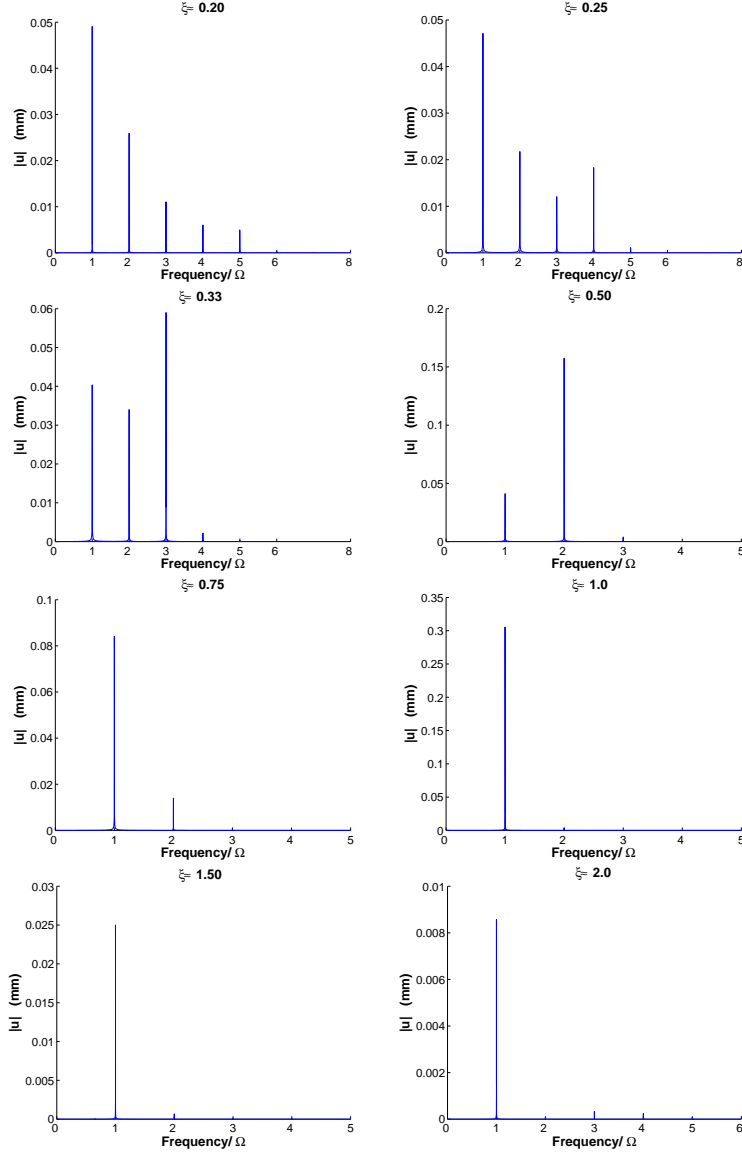 ξ= 0.20
0.05
0.04
0.03
0.02
0.01
0
|u| (mm)
0 1 2 3 4 5 6 8
Frequency/ Ω
ξ= 0.25
0.05
0.04
0.03
0.02
0.01
0
|u| (mm)
0 1 2 3 4 5 6 8
Frequency/ Ω
ξ= 0.33
0.06
0.05
0.04
0.03
0.02
0.01
0
|u| (mm)
0 1 2 3 4 5 6 8
Frequency/ Ω
ξ= 0.50
0.2
0.15
0.1
0.05
0
|u| (mm)
0 1 2 3 4 5
Frequency/ Ω
ξ= 0.75
0.1
0.08
0.06
0.04
0.02
0
|u| (mm)
0 1 2 3 4 5
Frequency/ Ω
ξ= 1.0
0.35
0.3
0.25
0.2
0.15
0.1
0.05
0
|u| (mm)
0 1 2 3 4 5
Frequency/ Ω
ξ= 1.50
0.03
0.025
0.02
0.015
0.01
0.005
0
|u| (mm)
0 1 2 3 4 5
Frequency/ Ω
ξ= 2.0
0.01
0.008
0.006
0.004
0.002
0
|u| (mm)
0 1 2 3 4 5 6
Frequency/ Ω